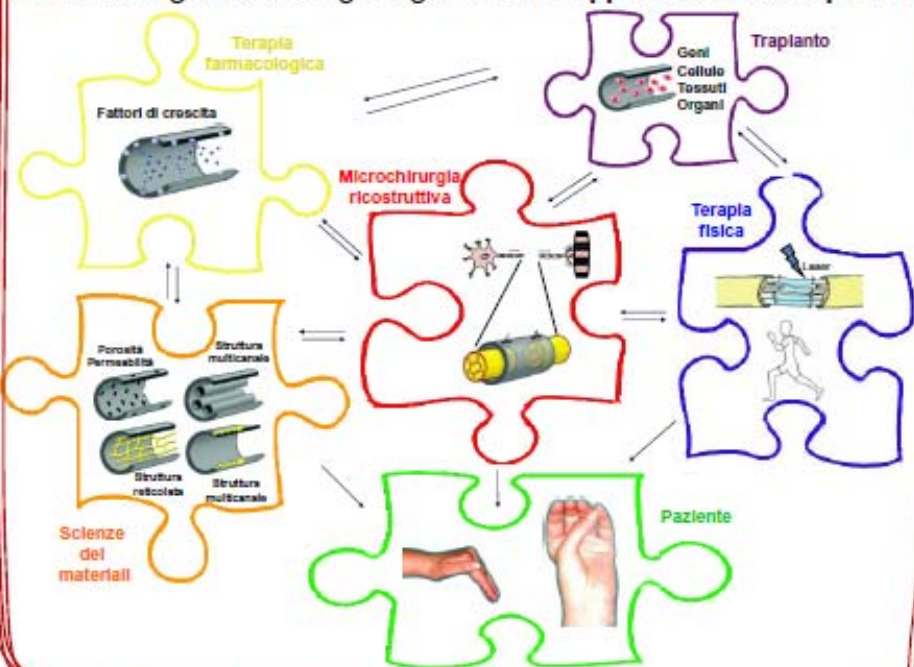 Terapia
farmacologica
Fattori di crescita
Trapianto
Geni
Cellule
Tessuti
Organi
Microchirurgia
ricostruttiva
Terapia
fisica
Laser
Porosità
Permeabilità
Struttura
multicanale
Struttura
reticolata
Struttura
multicanale
Scienze
dei
materiali
Paziente